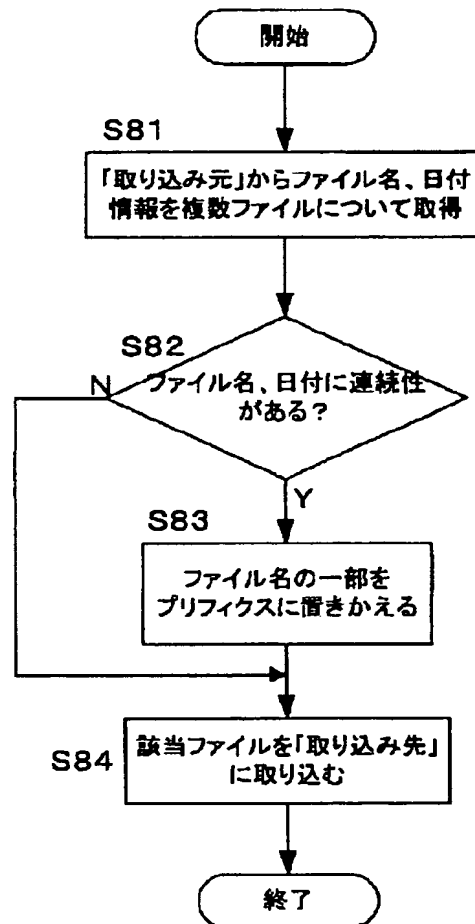 開始
S81
「取り込み元」からファイル名、日付
情報を複数ファイルについて取得
S82
N
ファイル名、日付に連続性
がある?
Y
S83
ファイル名の一部を
プリフィクスに置きかえる
S84
該当ファイルを「取り込み先」
に取り込む
終了